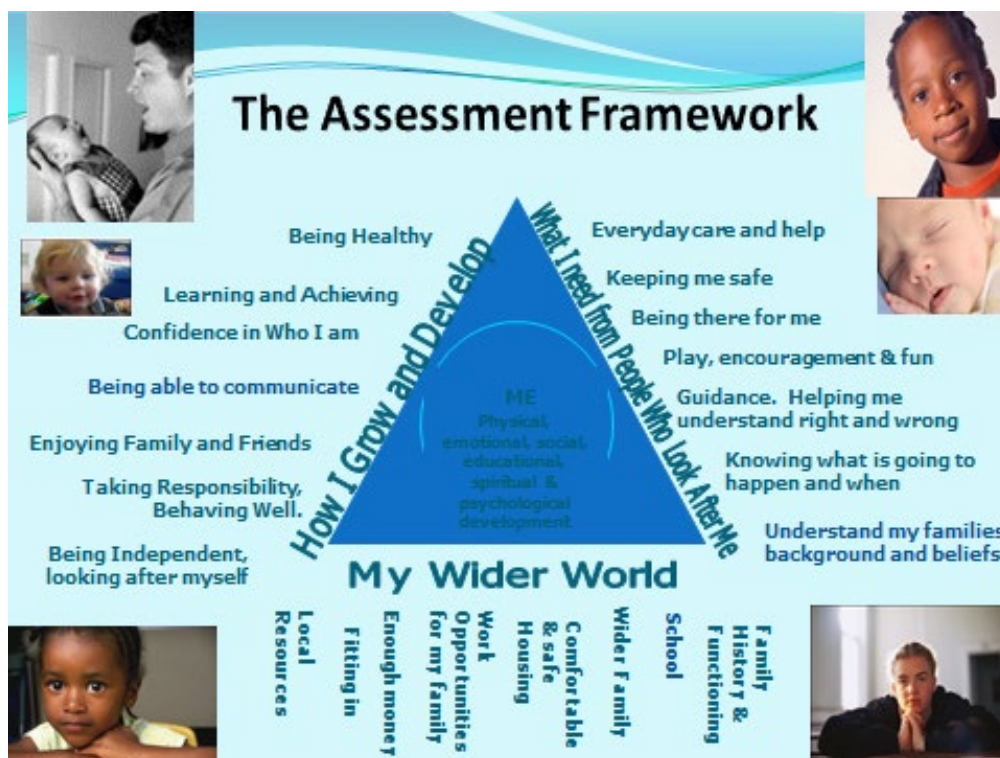 The Assessment Framework
Being Healthy
Learning and Achieving
Confidence in Who I am
Being able to communicate
Enjoying Family and Friends
Taking Responsibility,
Behaving Well.
Being Independent,
looking after myself
How I Grow and Develop
ME
Physical,
emotional, social,
educational,
spiritual &
psychological
development
What I need from People Who Look After Me
Everyday care and help
Keeping me safe
Being there for me
Play, encouragement & fun
Guidance. Helping me
understand right and wrong
Knowing what is going to
happen and when
Understand my families
background and beliefs
My Wider World
Local
Resources
Fitting in
Enough money
Work
Opportunities
for my family
Comfortable
& safe
Housing
Wider Family
School
Family
History &
Functioning